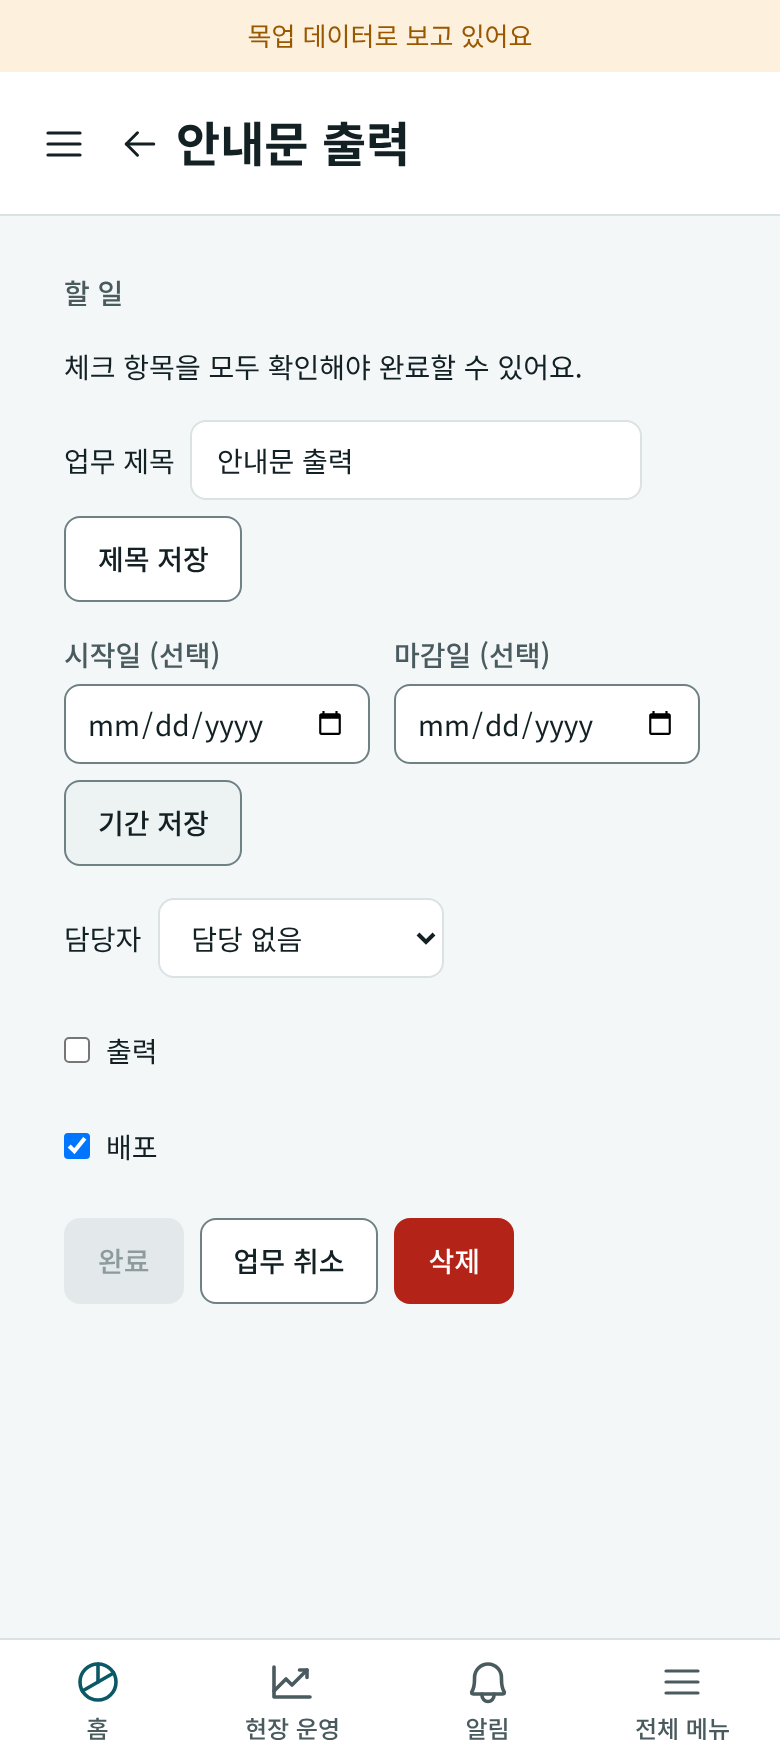 목업 데이터로 보고 있어요
안내문 출력
할 일
체크 항목을 모두 확인해야 완료할 수 있어요.
업무 제목 안내문 출력
제목 저장
시작일 (선택) 마감일 (선택)
mm/dd/yyyy mm/dd/yyyy
기간 저장
담당자 담당 없음
출력
배포
완료 업무 취소 삭제
홈 현장 운영 알림 전체 메뉴